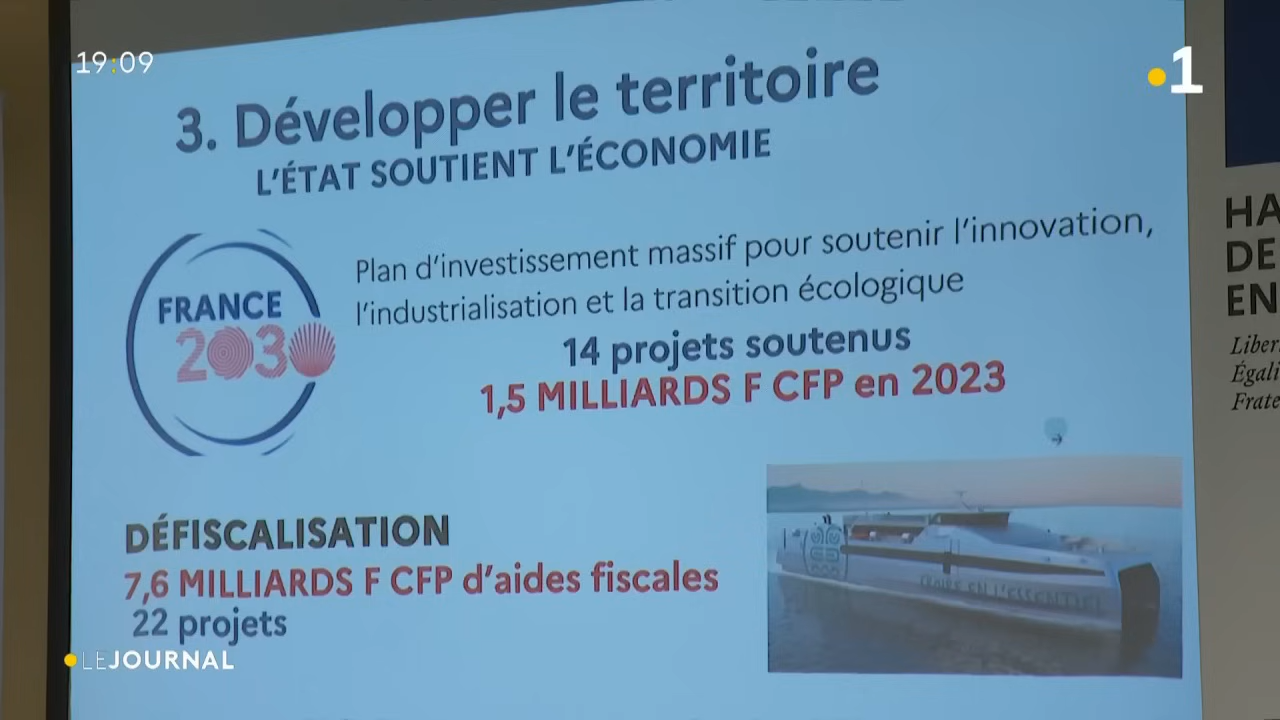 19:09
1
3. Développer le territoire
L'ÉTAT SOUTIENT L'ÉCONOMIE
FRANCE
2030
Plan d'investissement massif pour soutenir l'innovation,
l'industrialisation et la transition écologique
14 projets soutenus
1,5 MILLIARDS F CFP en 2023
DÉFISCALISATION
7,6 MILLIARDS F CFP d'aides fiscales
22 projets
LEJOURNAL
HA
DE
EN
Liber
Égali
Frate